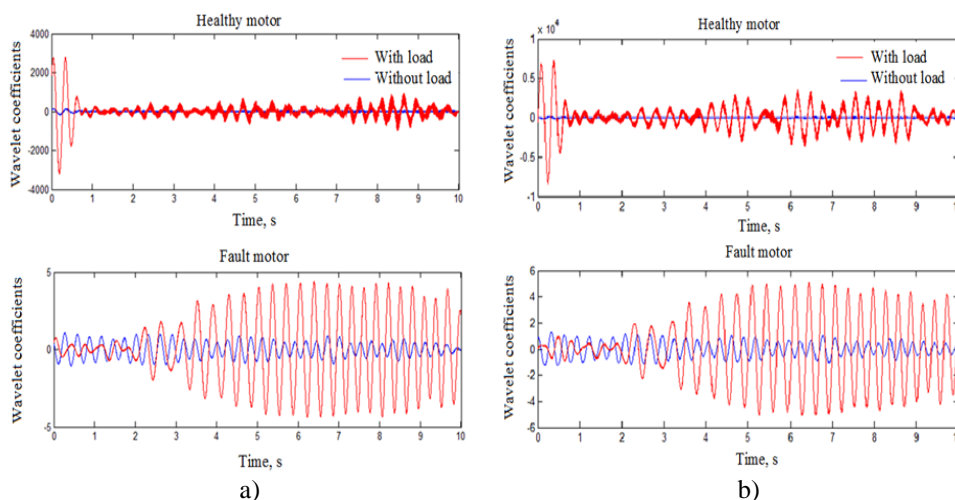 Healthy motor
4000
2000
0
-2000
-4000
Wavelet coefficients
With load
Without load
0 1 2 3 4 5 6 7 8 9 10
Time, s
Fault motor
5
0
-5
Wavelet coefficients
0 1 2 3 4 5 6 7 8 9 10
Time, s
a)
Healthy motor
× 10⁴
1
0.5
0
-0.5
-1
Wavelet coefficients
With load
Without load
0 1 2 3 4 5 6 7 8 9 10
Time, s
Fault motor
6
4
2
0
-2
-4
-6
Wavelet coefficients
0 1 2 3 4 5 6 7 8 9 10
Time, s
b)